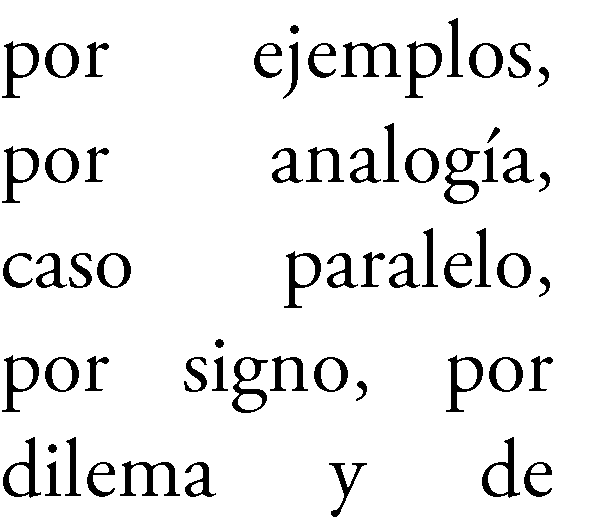 por ejemplos,
por analogía,
caso paralelo,
por signo, por
dilema y de